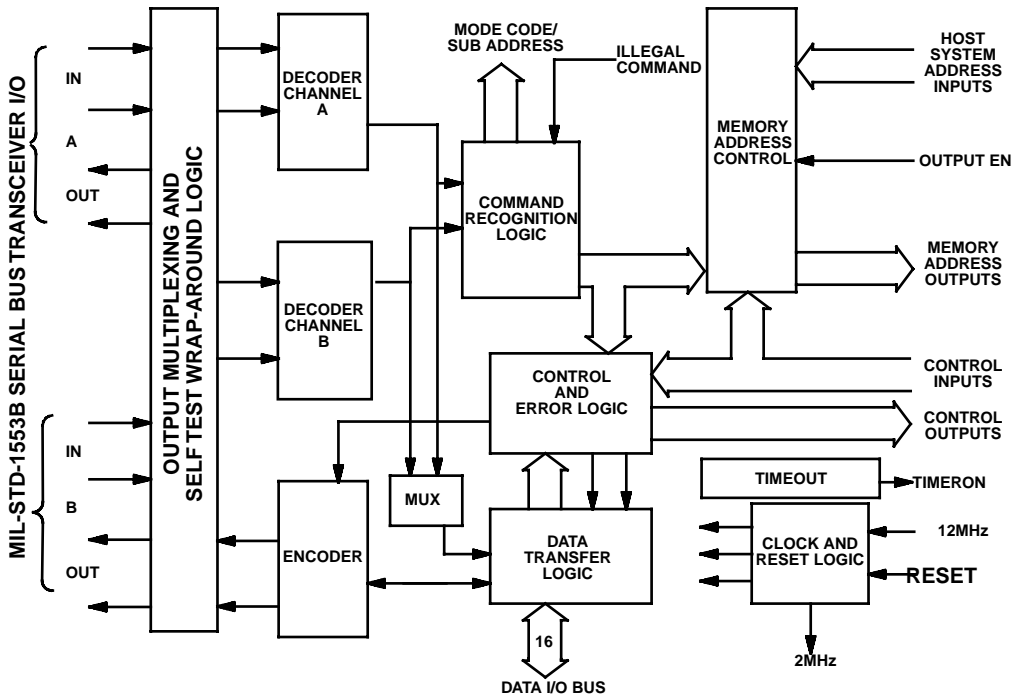 MIL-STD-1553B SERIAL BUS TRANSCEIVER I/O
IN
A
OUT
IN
B
OUT
OUTPUT MULTIPLEXING AND
SELF TEST WRAP-AROUND LOGIC
DECODER
CHANNEL
A
DECODER
CHANNEL
B
ENCODER
MUX
MODE CODE/
SUB ADDRESS
ILLEGAL
COMMAND
COMMAND
RECOGNITION
LOGIC
CONTROL
AND
ERROR LOGIC
DATA
TRANSFER
LOGIC
16
DATA I/O BUS
MEMORY
ADDRESS
CONTROL
HOST
SYSTEM
ADDRESS
INPUTS
OUTPUT EN
MEMORY
ADDRESS
OUTPUTS
CONTROL
INPUTS
CONTROL
OUTPUTS
TIMEOUT
TIMERON
CLOCK AND
RESET LOGIC
12MHz
RESET
2MHz